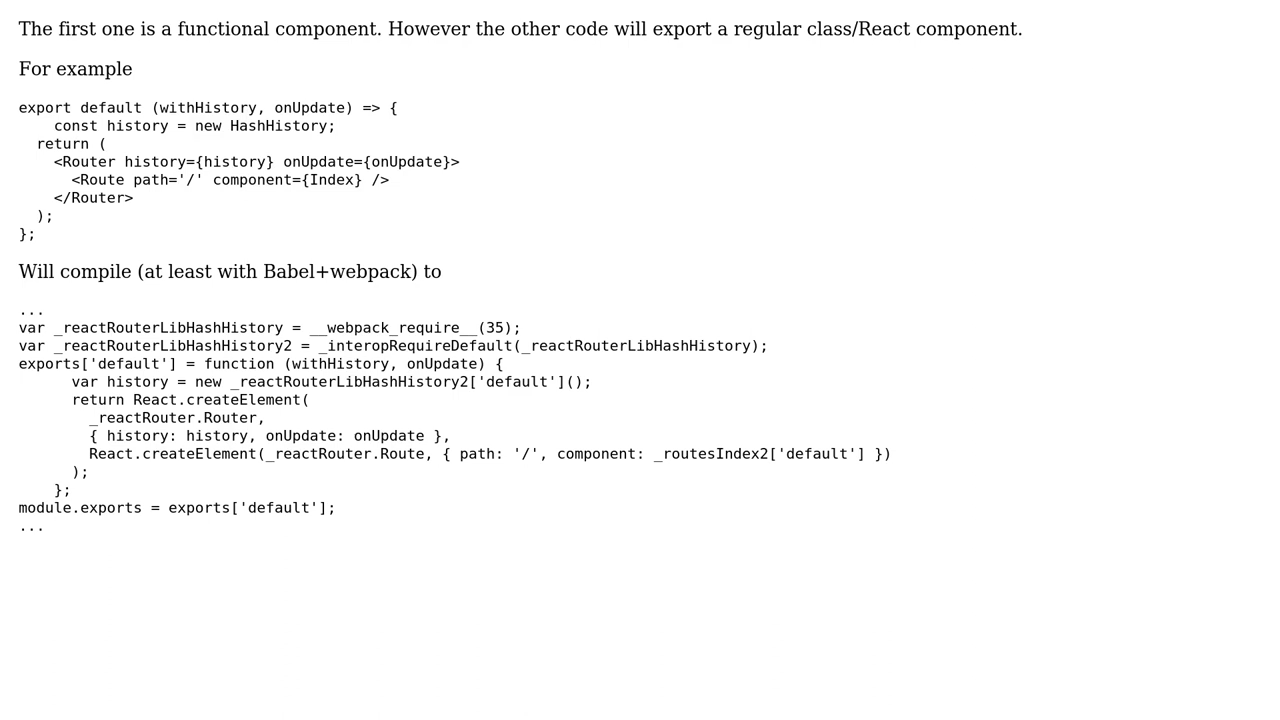 The first one is a functional component. However the other code will export a regular class/React component.
For example
export default (withHistory, onUpdate) => {
    const history = new HashHistory;
  return (
    <Router history={history} onUpdate={onUpdate}>
      <Route path='/' component={Index} />
    </Router>
  );
};
Will compile (at least with Babel+webpack) to
...
var _reactRouterLibHashHistory = __webpack_require__(35);
var _reactRouterLibHashHistory2 = _interopRequireDefault(_reactRouterLibHashHistory);
exports['default'] = function (withHistory, onUpdate) {
      var history = new _reactRouterLibHashHistory2['default']();
      return React.createElement(
        _reactRouter.Router,
        { history: history, onUpdate: onUpdate },
        React.createElement(_reactRouter.Route, { path: '/', component: _routesIndex2['default'] })
      );
    };
module.exports = exports['default'];
...